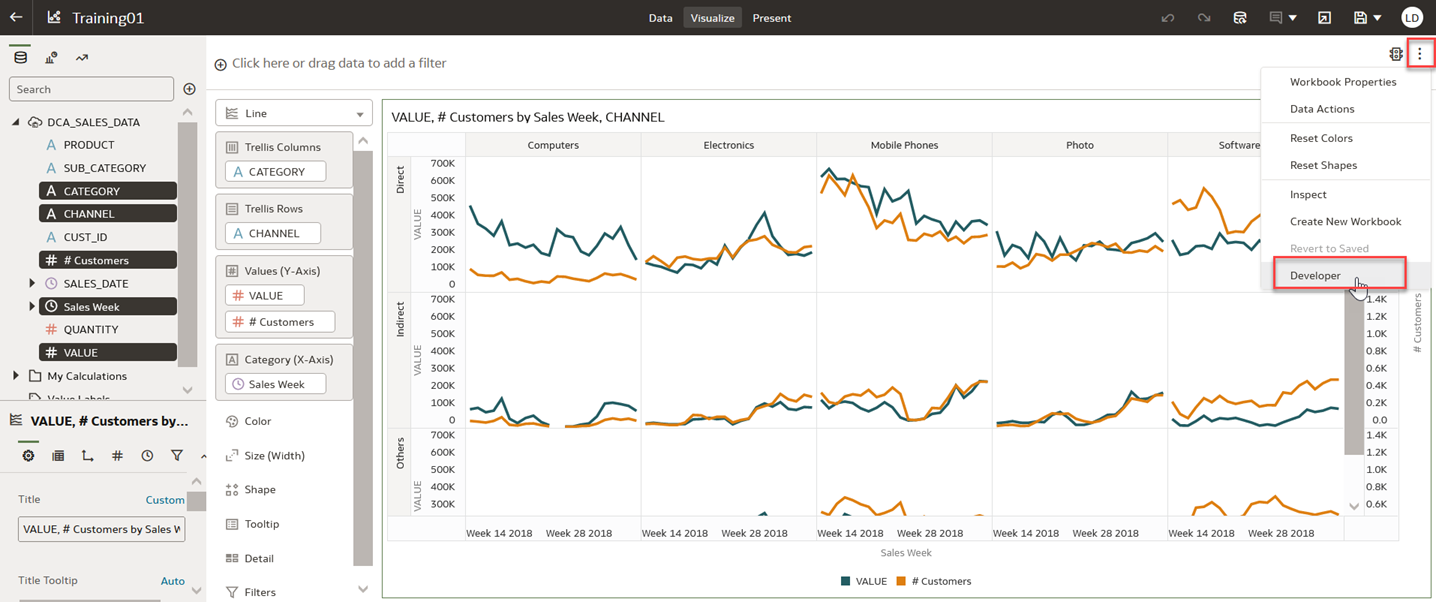 Training01
Data Visualize Present
LD
Search
DCA_SALES_DATA
A PRODUCT
A SUB_CATEGORY
A CATEGORY
A CHANNEL
A CUST_ID
# # Customers
SALES_DATE
Sales Week
# QUANTITY
# VALUE
My Calculations
Value Labels
VALUE, # Customers by...
Title Custom
VALUE, # Customers by Sales W
Title Tooltip Auto
Click here or drag data to add a filter
Line
Trellis Columns
A CATEGORY
Trellis Rows
A CHANNEL
Values (Y-Axis)
# VALUE
# # Customers
Category (X-Axis)
Sales Week
Color
Size (Width)
Shape
Tooltip
Detail
Filters
VALUE, # Customers by Sales Week, CHANNEL
Computers Electronics Mobile Phones Photo Software
Direct
VALUE
700K
600K
500K
400K
300K
200K
100K
0
Indirect
VALUE
700K
600K
500K
400K
300K
200K
100K
0
Others
VALUE
700K
600K
500K
400K
300K
1.4K
1.2K
1.0K
0.8K
0.6K
0.4K
0.2K
0.0
1.4K
1.2K
1.0K
0.8K
0.6K
# Customers
Week 14 2018 Week 28 2018 Week 14 2018 Week 28 2018 Week 14 2018 Week 28 2018 Week 14 2018 Week 28 2018 Week 14 2018 Week 28 2018
Sales Week
VALUE # Customers
Workbook Properties
Data Actions
Reset Colors
Reset Shapes
Inspect
Create New Workbook
Revert to Saved
Developer